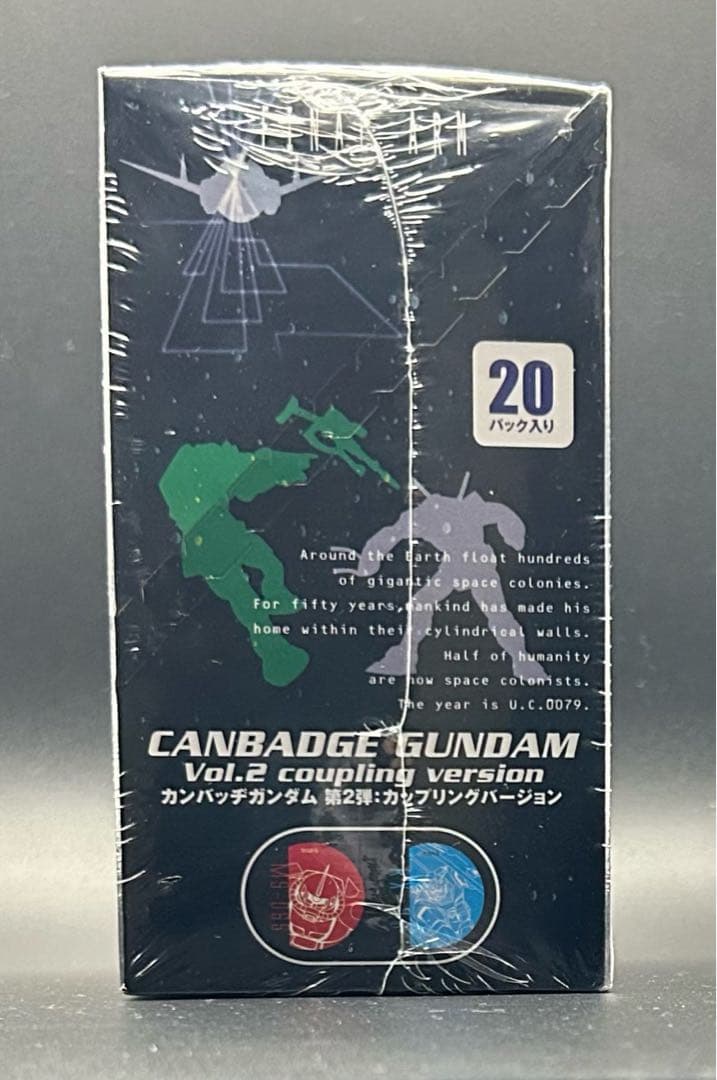 20
パック入り
Around the Earth float hundreds
of gigantic space colonies.
For fifty years,mankind has made his
home within their cylindrical walls.
Half of humanity
are now space colonists.
The year is U.C.0079.
CANBADGE GUNDAM
Vol.2 coupling version
カンバッヂガンダム 第2弾:カップリングバージョン